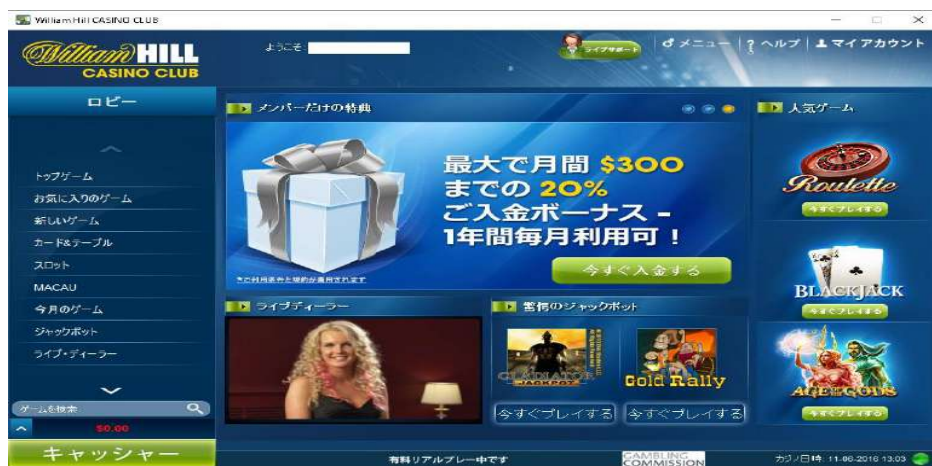 William Hill CASINO CLUB
William HILL
CASINO CLUB
ようこそ
ライブサポート
メニュー
ヘルプ
マイアカウント
ロビー
トップゲーム
お気に入りのゲーム
新しいゲーム
カード&テーブル
スロット
MACAU
今月のゲーム
ジャックポット
ライブ・ディーラー
ゲームを検索
$0.00
キャッシャー
メンバーだけの特典
最大で月間 $300
までの 20%
ご入金ボーナス -
1年間毎月利用可！
今すぐ入金する
ライブディーラー
驚愕のジャックポット
GLADIATOR
JACKPOT
Gold Rally
今すぐプレイする
今すぐプレイする
人気ゲーム
Roulette
今すぐプレイする
BLACKJACK
今すぐプレイする
AGE OF THE GODS
今すぐプレイする
有料リアルプレー中です
GAMBLING
COMMISSION
カジノ日時: 11-06-2016 13:03